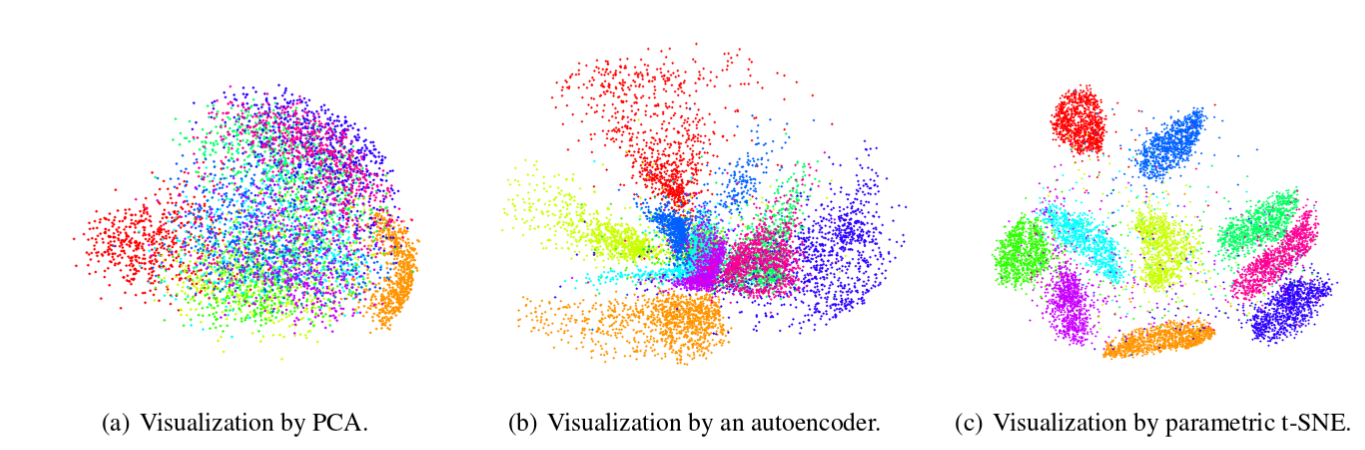 (a) Visualization by PCA.
(b) Visualization by an autoencoder.
(c) Visualization by parametric t-SNE.